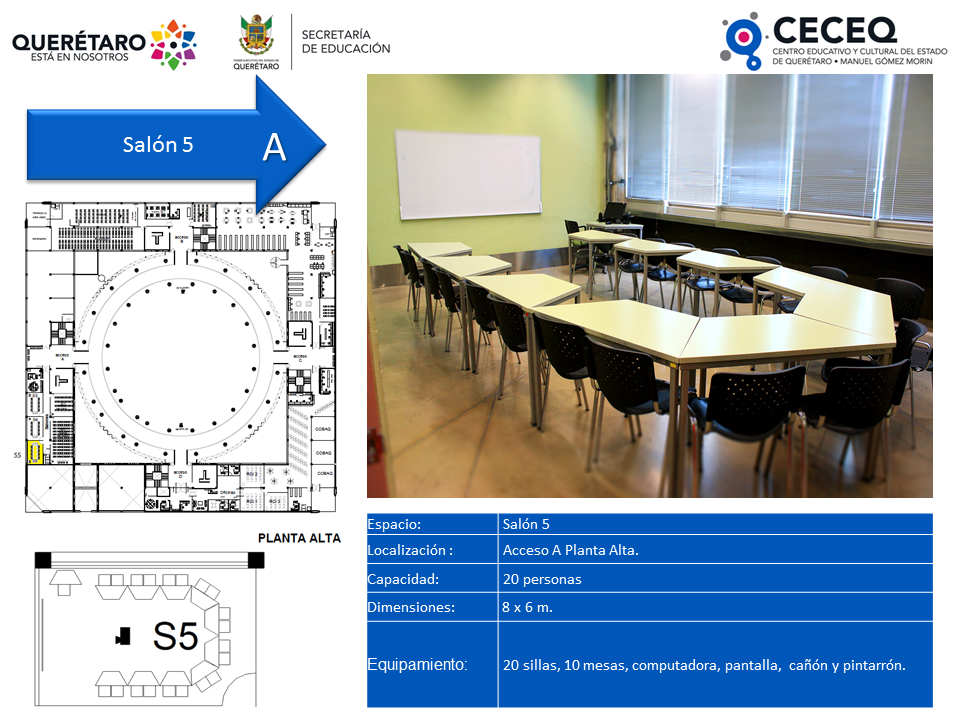 QUERÉTARO
ESTÁ EN NOSOTROS
PODER EJECUTIVO DEL ESTADO DE
QUERÉTARO
SECRETARÍA
DE EDUCACIÓN
CECEQ
CENTRO EDUCATIVO Y CULTURAL DEL ESTADO
DE QUERÉTARO • MANUEL GÓMEZ MORIN
Salón 5 A
ACCESO
B
ACCESO
A
ACCESO
C
S5
COBAQ
COBAQ
COBAQ
ACCESO
D
Oficinas
PLANTA ALTA
S5
Espacio: Salón 5
Localización : Acceso A Planta Alta.
Capacidad: 20 personas
Dimensiones: 8 x 6 m.
Equipamiento: 20 sillas, 10 mesas, computadora, pantalla, cañón y pintarrón.